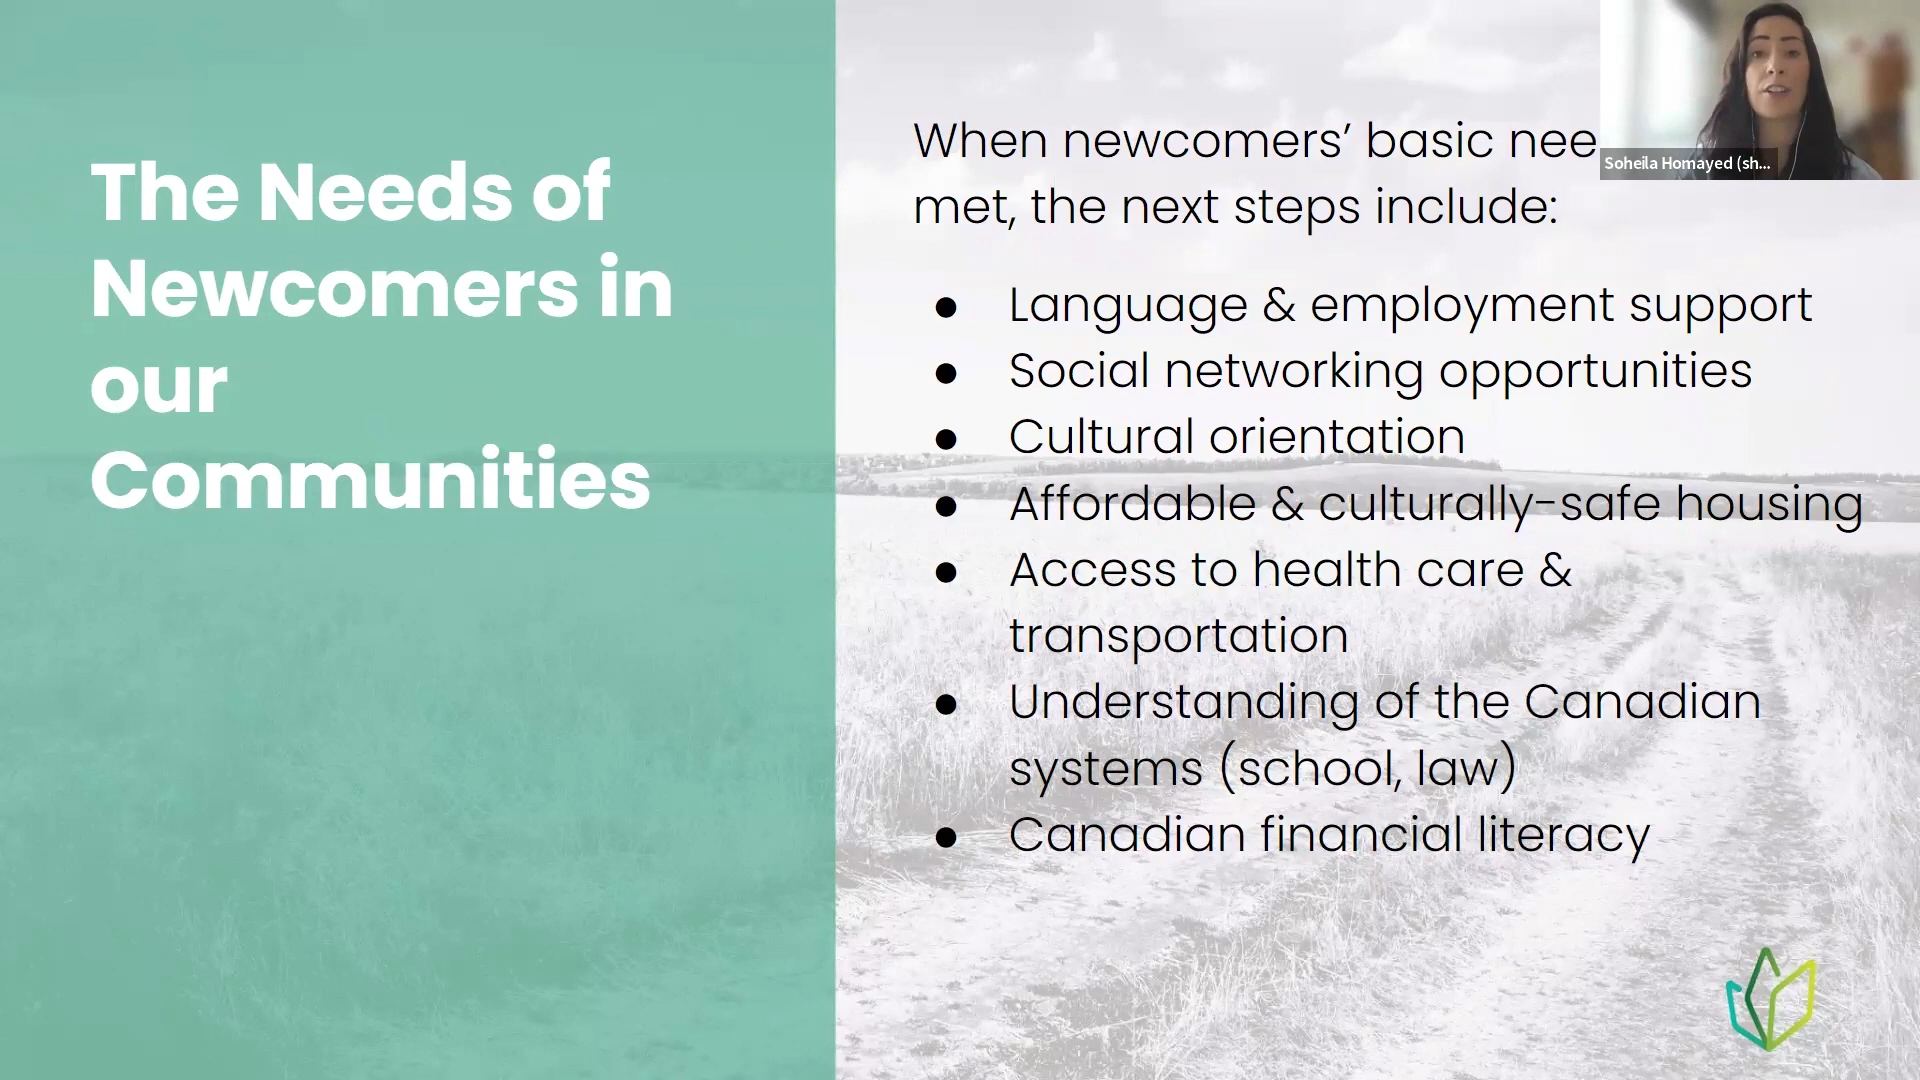 The Needs of
Newcomers in
our
Communities
When newcomers’ basic nee
met, the next steps include:
● Language & employment support
● Social networking opportunities
● Cultural orientation
● Affordable & culturally-safe housing
● Access to health care &
transportation
● Understanding of the Canadian
systems (school, law)
● Canadian financial literacy
Soheila Homayed (sh...